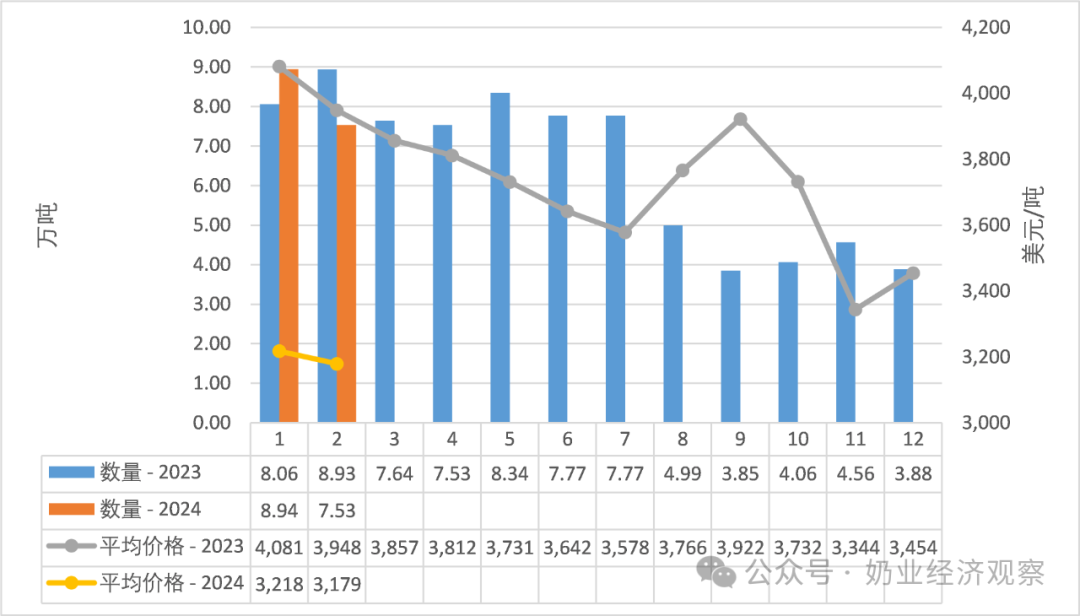 10.00 4,200
9.00
8.00 4,000
7.00
6.00 3,800
5.00 3,600
4.00
3.00 3,400
2.00 3,200
1.00
0.00 3,000
万吨
美元/吨
1 2 3 4 5 6 7 8 9 10 11 12
数量 - 2023 8.06 8.93 7.64 7.53 8.34 7.77 7.77 4.99 3.85 4.06 4.56 3.88
数量 - 2024 8.94 7.53
平均价格 - 2023 4,081 3,948 3,857 3,812 3,731 3,642 3,578 3,766 3,922 3,732 3,344 3,454
平均价格 - 2024 3,218 3,179
公众号 · 奶业经济观察